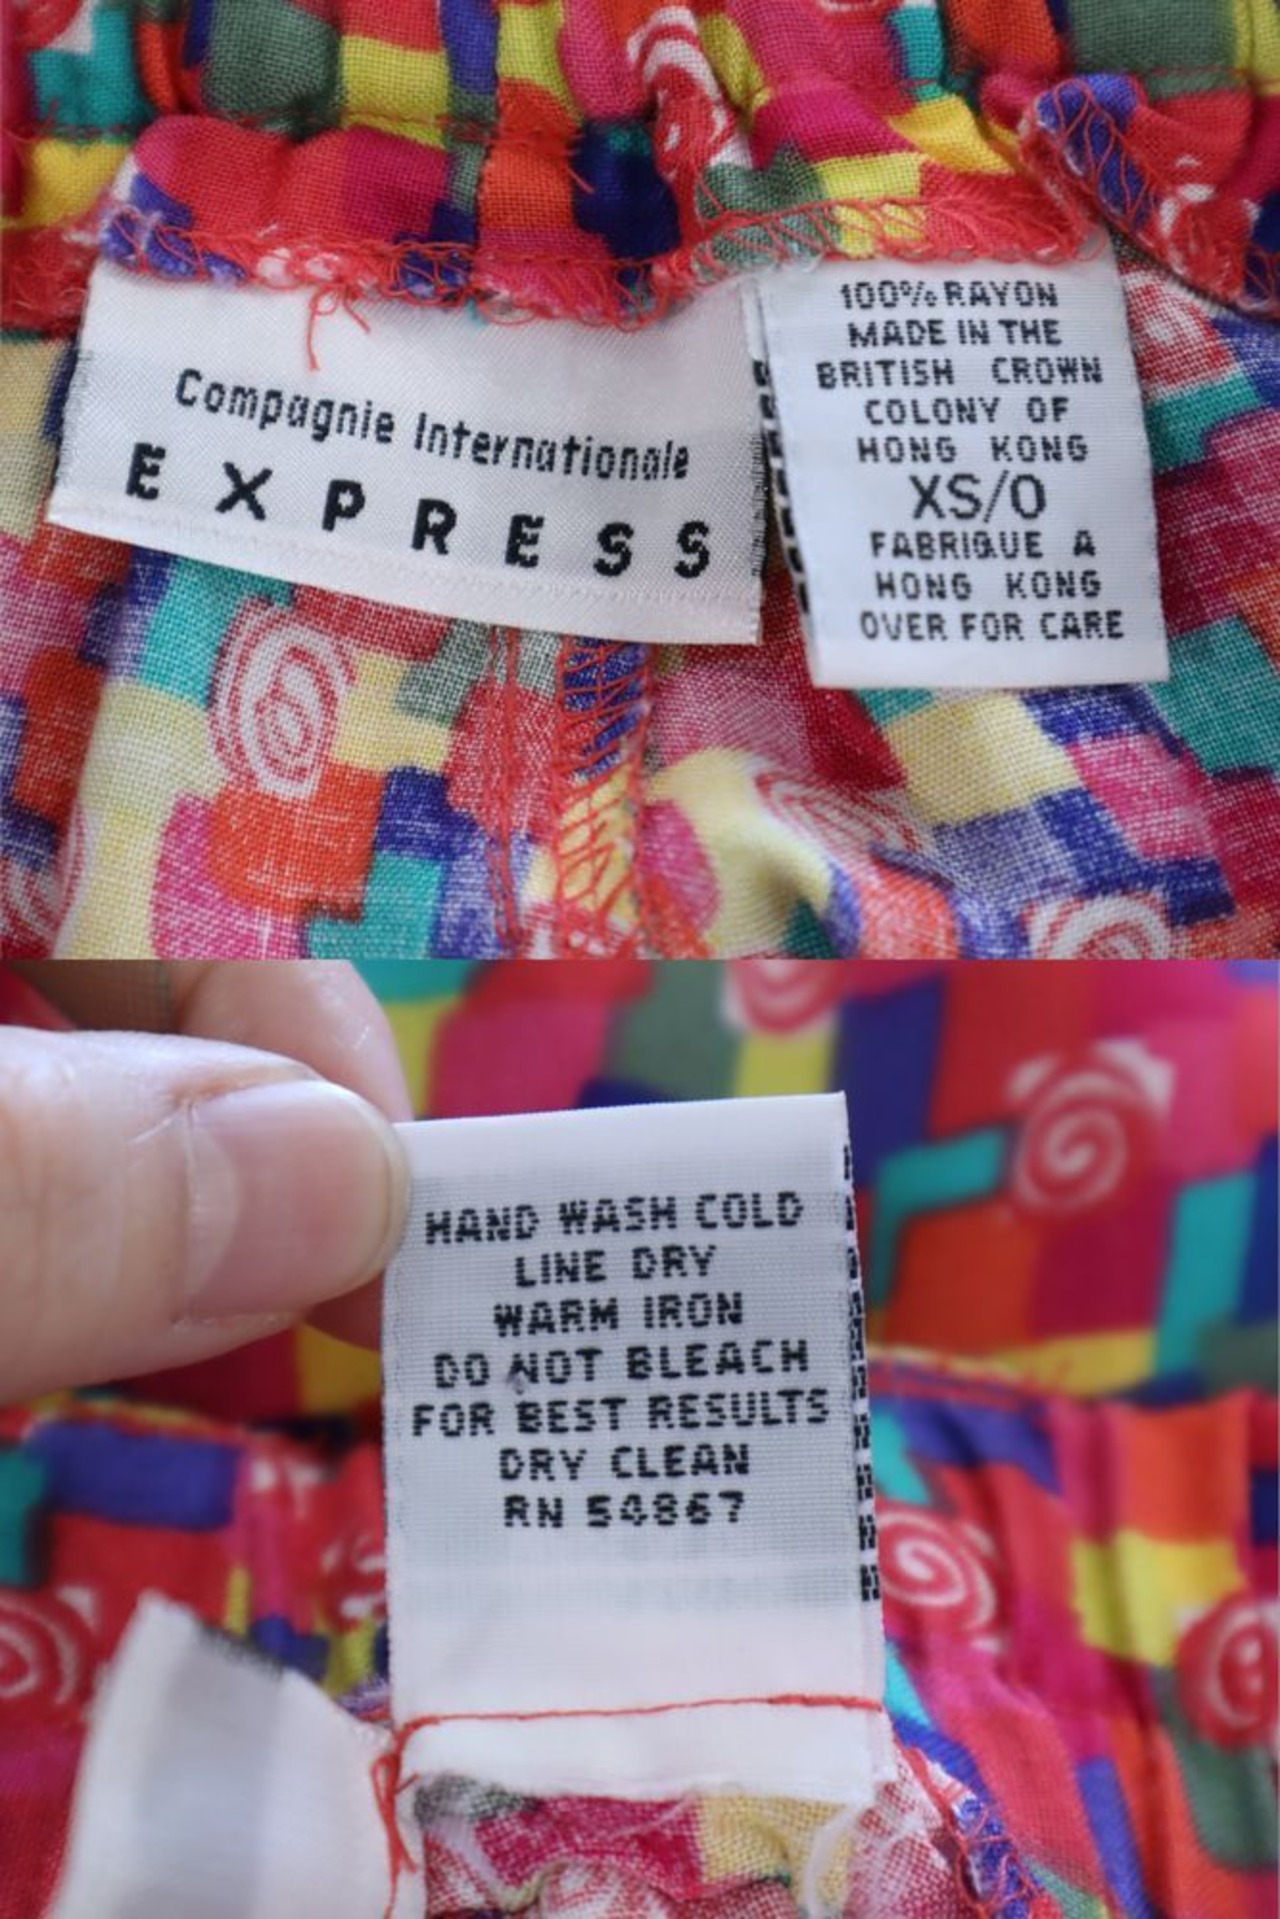 Compagnie Internationale
EXPRESS
100% RAYON
MADE IN THE
BRITISH CROWN
COLONY OF
HONG KONG
XS/0
FABRIQUE A
HONG KONG
OVER FOR CARE
HAND WASH COLD
LINE DRY
WARM IRON
DO NOT BLEACH
FOR BEST RESULTS
DRY CLEAN
RN 54867